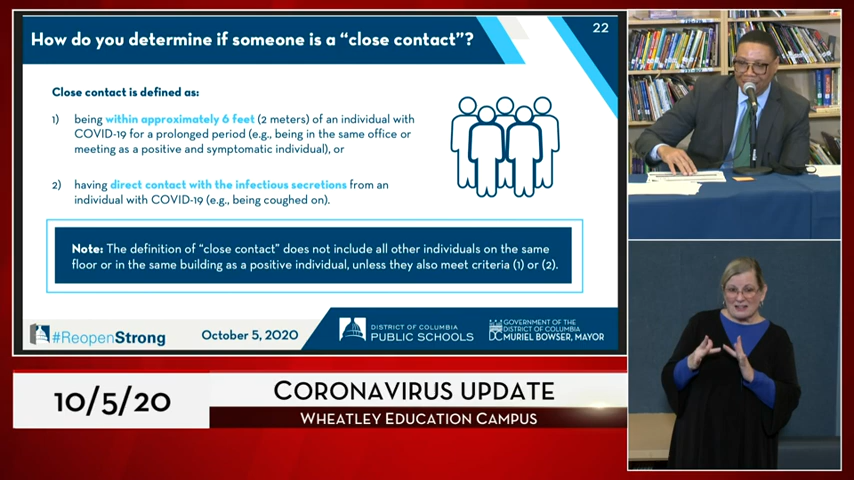 How do you determine if someone is a “close contact”?
22
Close contact is defined as:
1) being within approximately 6 feet (2 meters) of an individual with
COVID-19 for a prolonged period (e.g., being in the same office or
meeting as a positive and symptomatic individual), or
2) having direct contact with the infectious secretions from an
individual with COVID-19 (e.g., being coughed on).
Note: The definition of “close contact” does not include all other individuals on the same
floor or in the same building as a positive individual, unless they also meet criteria (1) or (2).
#ReopenStrong
October 5, 2020
DISTRICT OF COLUMBIA
PUBLIC SCHOOLS
GOVERNMENT OF THE
DISTRICT OF COLUMBIA
DC MURIEL BOWSER, MAYOR
10/5/20
CORONAVIRUS UPDATE
WHEATLEY EDUCATION CAMPUS